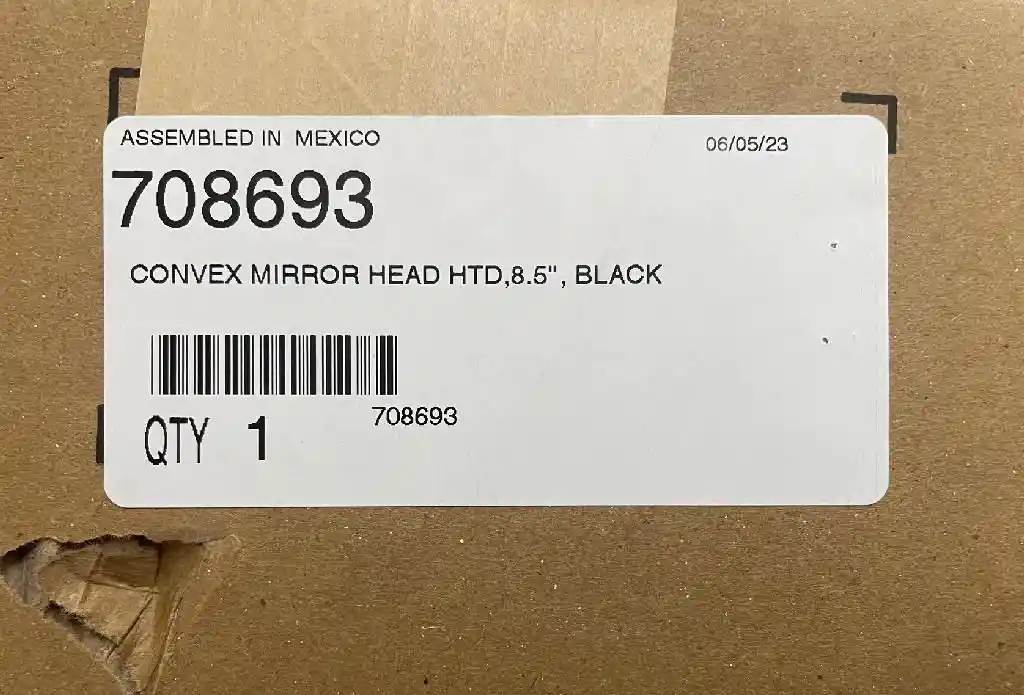 ASSEMBLED IN MEXICO
06/05/23
708693
CONVEX MIRROR HEAD HTD,8.5", BLACK
708693
QTY 1